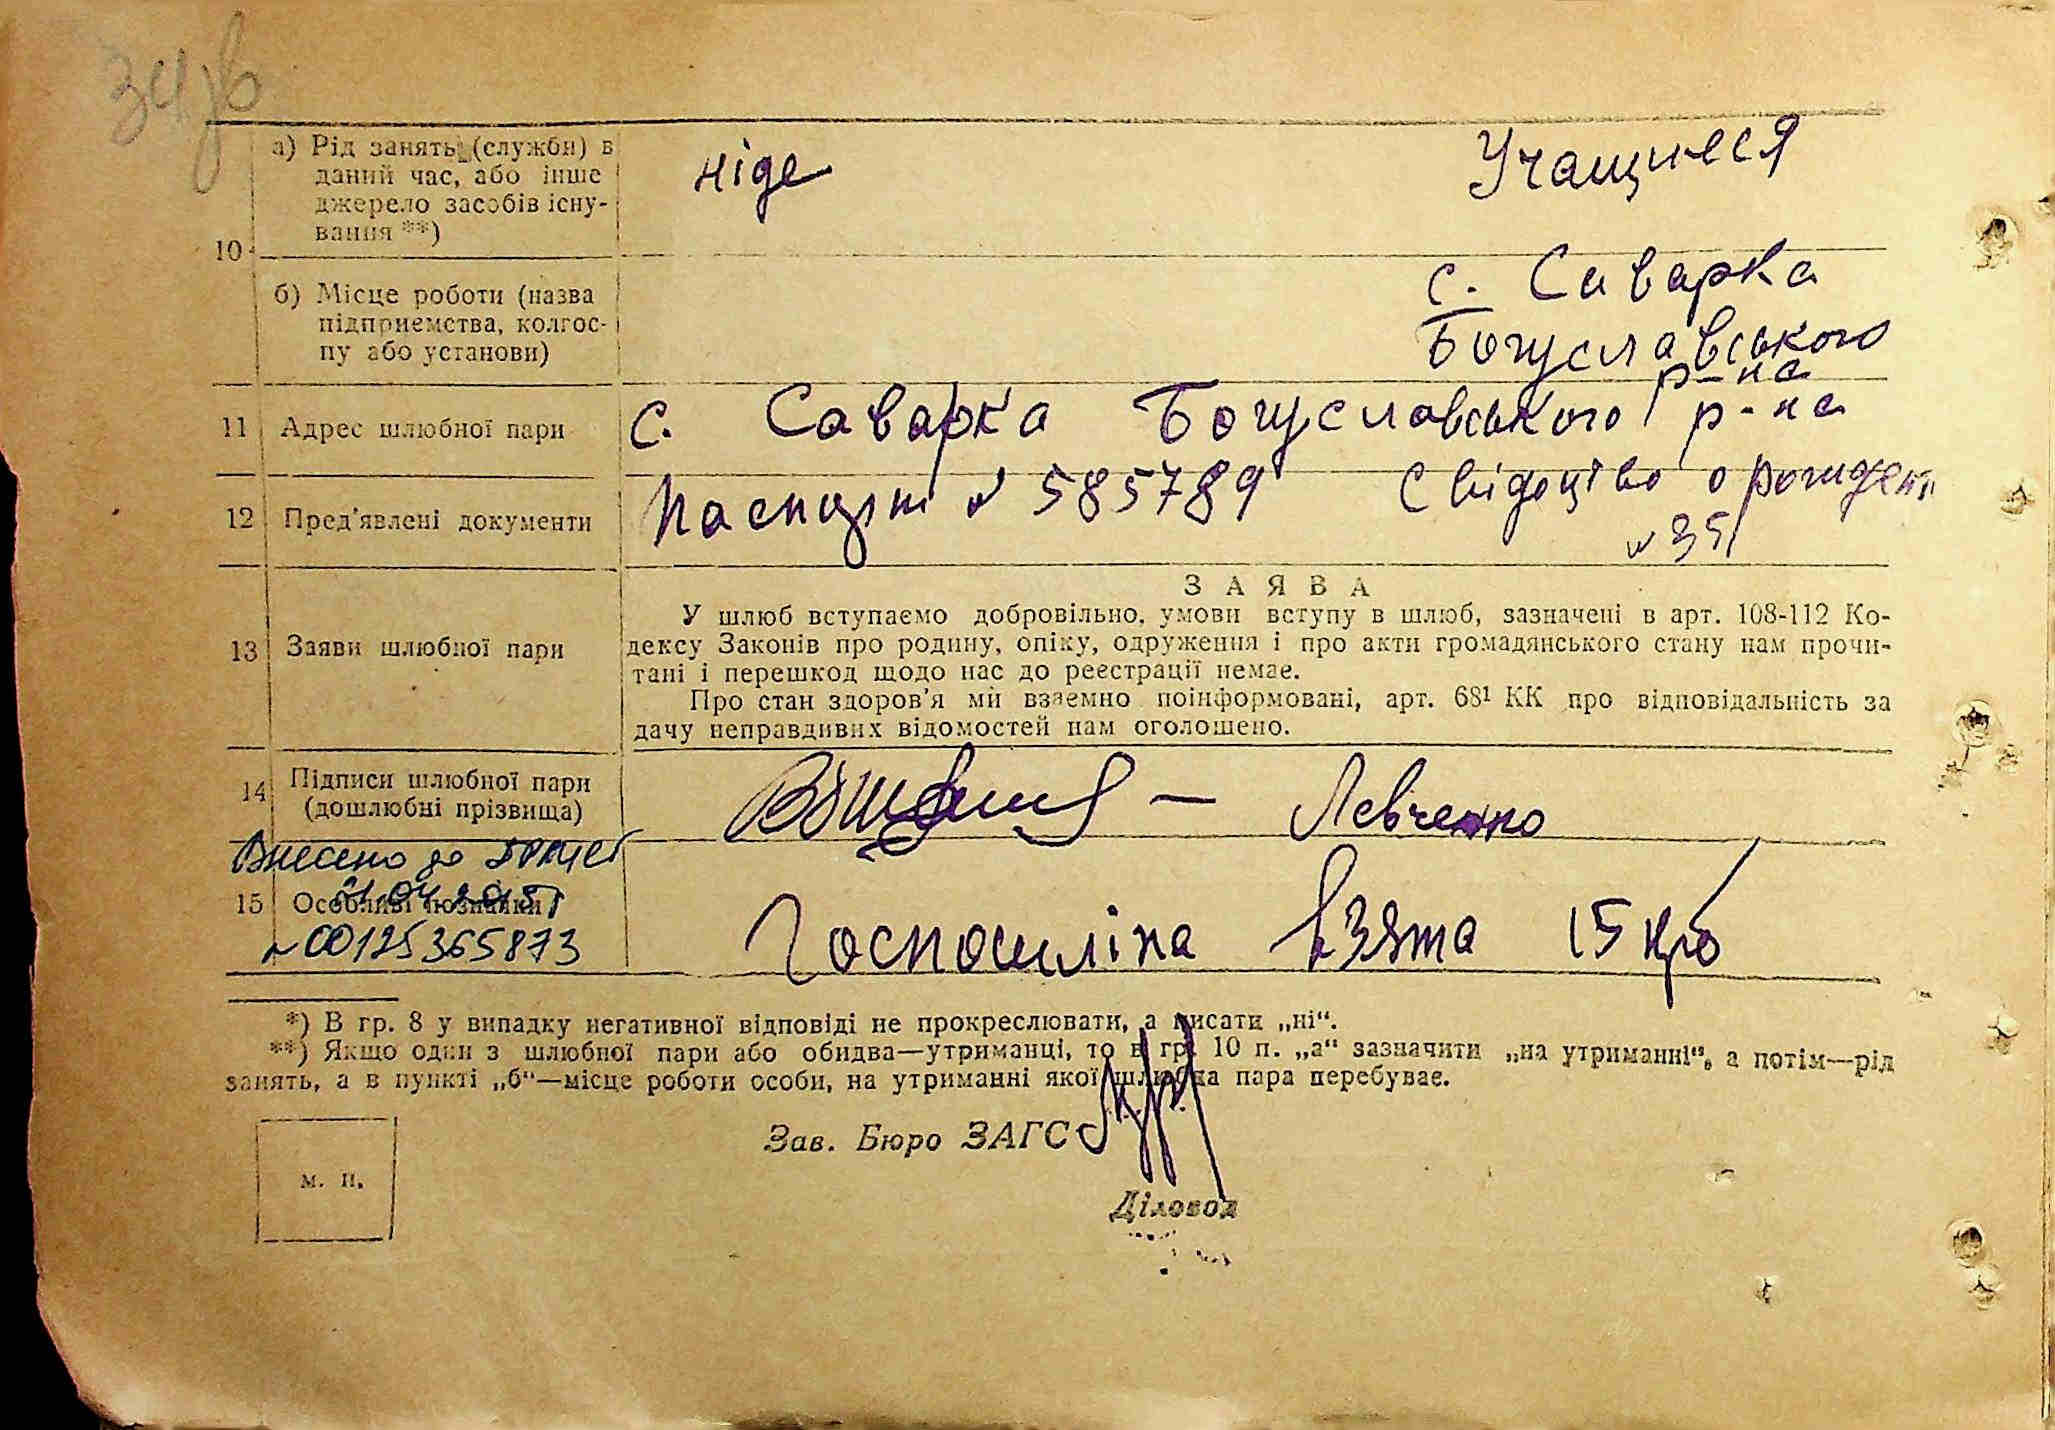 34
а) Рід занять (служби) в ніде Учащиеся
даний час, або інше
джерело засобів існу-
вання **)
10
б) Місце роботи (назва с. Саварка
підприємства, колгос- Богуславського
пу або установи) р-на
11 Адрес шлюбної пари с. Саварка Богуславського р-на
12 Пред'явлені документи Паспорт № 585789 Свідоцтво о рожден
№ 35
З А Я В А
У шлюб вступаємо добровільно, умови вступу в шлюб, зазначені в арт. 108-112 Ко-
13 Заяви шлюбної пари дексу Законів про родину, опіку, одруження і про акти громадянського стану нам прочи-
тані і перешкод щодо нас до реєстрації немає.
Про стан здоров'я ми взаємно поінформовані, арт. 68¹ КК про відповідальність за
дачу неправдивих відомостей нам оголошено.
14 Підписи шлюбної пари
(дошлюбні прізвища) — Левченко
Внесено до ДРАЦСГ
15 Особливі позначки Госпошліна взята 15 крб
№ 00125365873
*) В гр. 8 у випадку негативної відповіді не прокреслювати, а писати „ні“.
**) Якщо один з шлюбної пари або обидва—утриманці, то в гр. 10 п. „а“ зазначити „на утриманні“, а потім—рід
занять, а в пункті „б“—місце роботи особи, на утриманні якої шлюбна пара перебуває.
Зав. Бюро ЗАГС
м. п.
Діловод